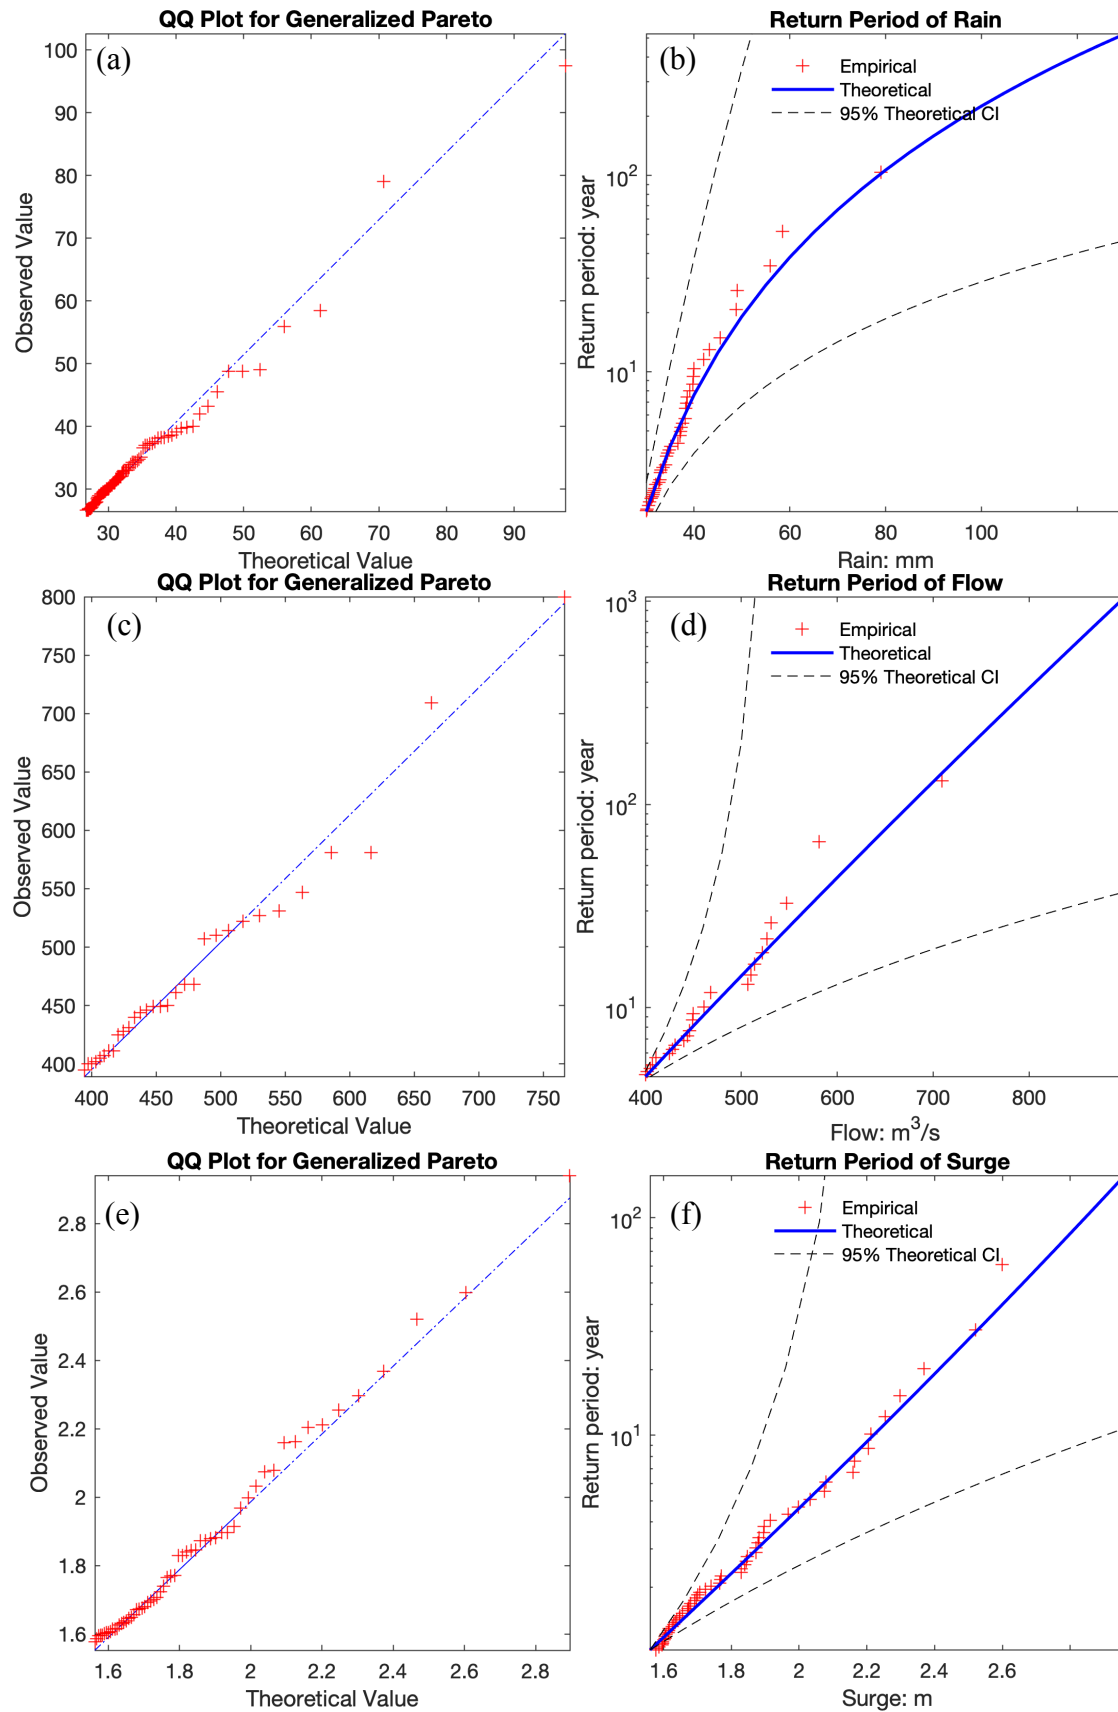 QQ Plot for Generalized Pareto
(a)
100
80
70
60
50
40
30
30 40 50 60 70 80 90
Observed Value
Theoretical Value
Return Period of Rain
(b)
Empirical
Theoretical
95% Theoretical CI
10²
10¹
40 60 80 100
Return period: year
Rain: mm
QQ Plot for Generalized Pareto
(c)
800
700
650
600
550
500
450
400
400 450 500 550 600 650 700 750
Observed Value
Theoretical Value
Return Period of Flow
(d)
Empirical
Theoretical
95% Theoretical CI
10³
10²
10¹
400 500 600 700 800
Return period: year
Flow: m³/s
QQ Plot for Generalized Pareto
(e)
2.8
2.6
2.4
2.2
2
1.8
1.6
1.6 1.8 2 2.2 2.4 2.6 2.8
Observed Value
Theoretical Value
Return Period of Surge
(f)
Empirical
Theoretical
95% Theoretical CI
10²
10¹
1.6 1.8 2 2.2 2.4 2.6
Return period: year
Surge: m